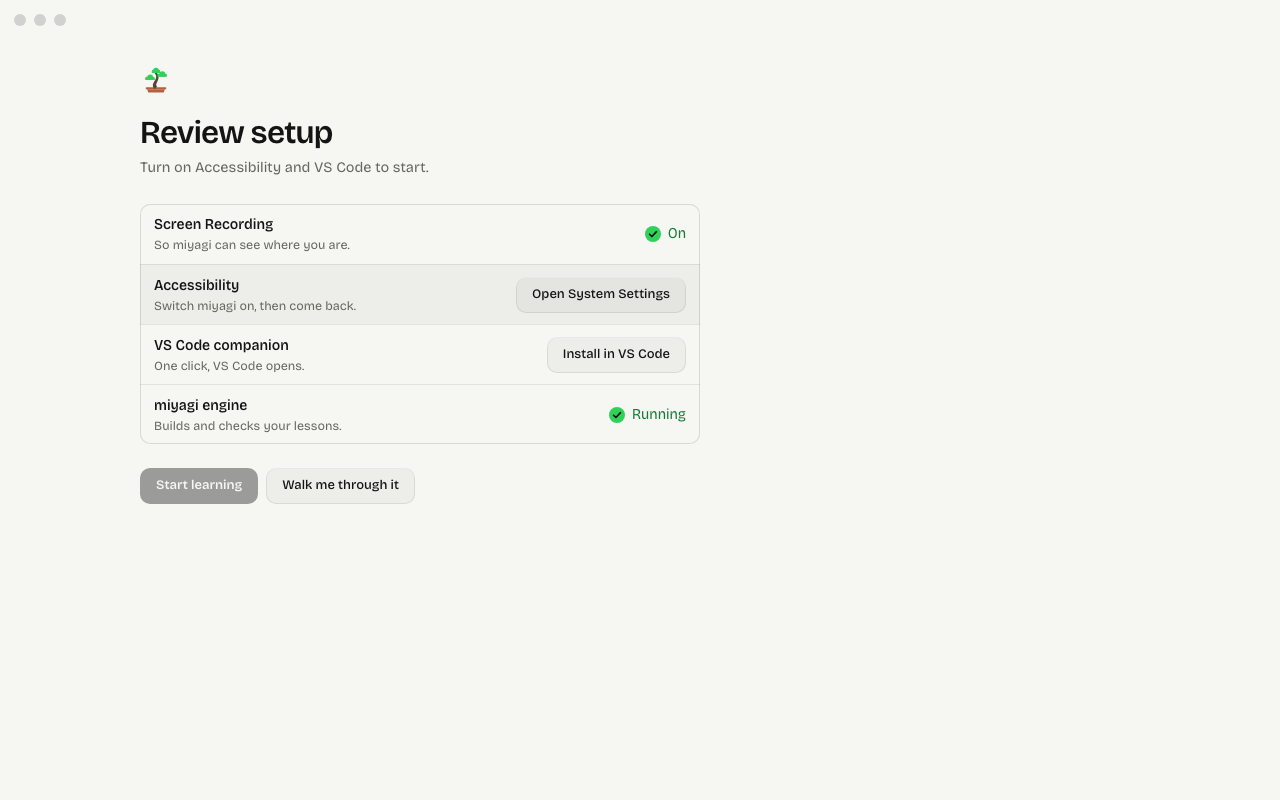 Review setup
Turn on Accessibility and VS Code to start.
Screen Recording
So miyagi can see where you are.
On
Accessibility
Switch miyagi on, then come back.
Open System Settings
VS Code companion
One click, VS Code opens.
Install in VS Code
miyagi engine
Builds and checks your lessons.
Running
Start learning
Walk me through it